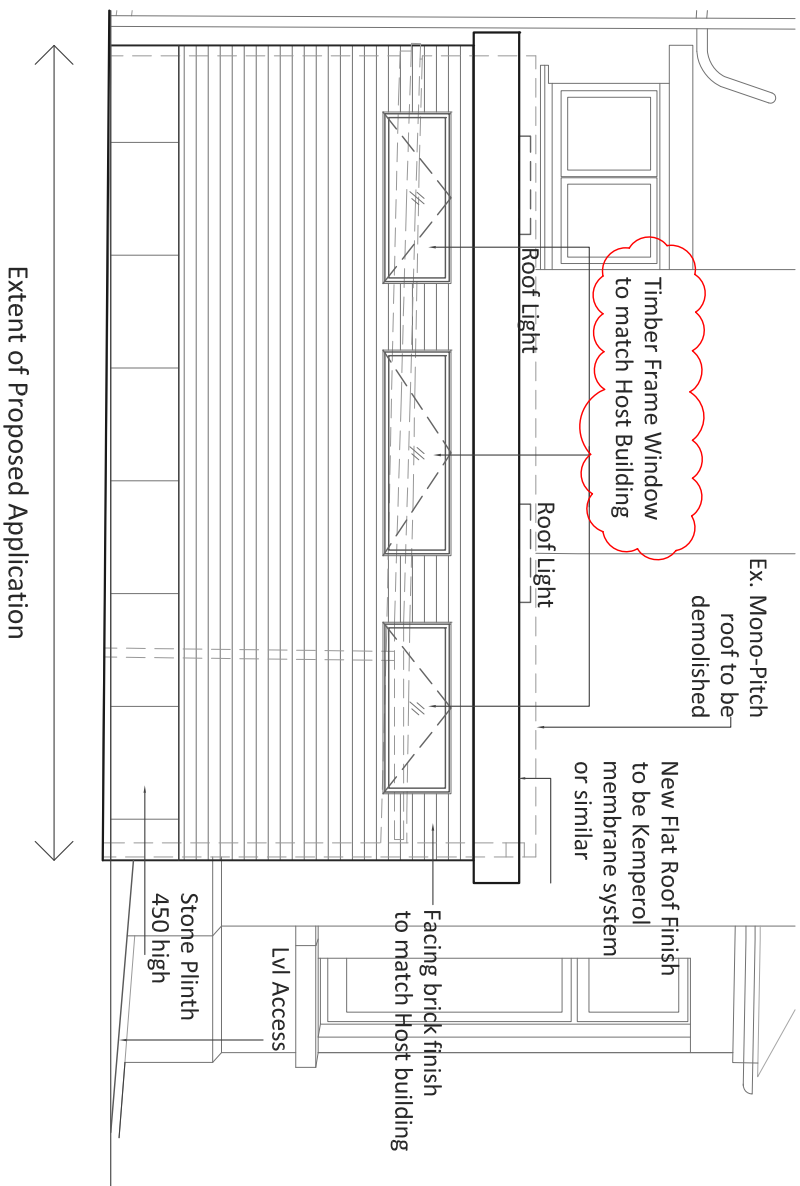 Ex. Mono-Pitch
roof to be
demolished
New Flat Roof Finish
to be Kemperol
membrane system
or similar
Timber Frame Window
to match Host Building
Roof Light
Roof Light
Facing brick finish
to match Host building
Lvl Access
Stone Plinth
450 high
Extent of Proposed Application